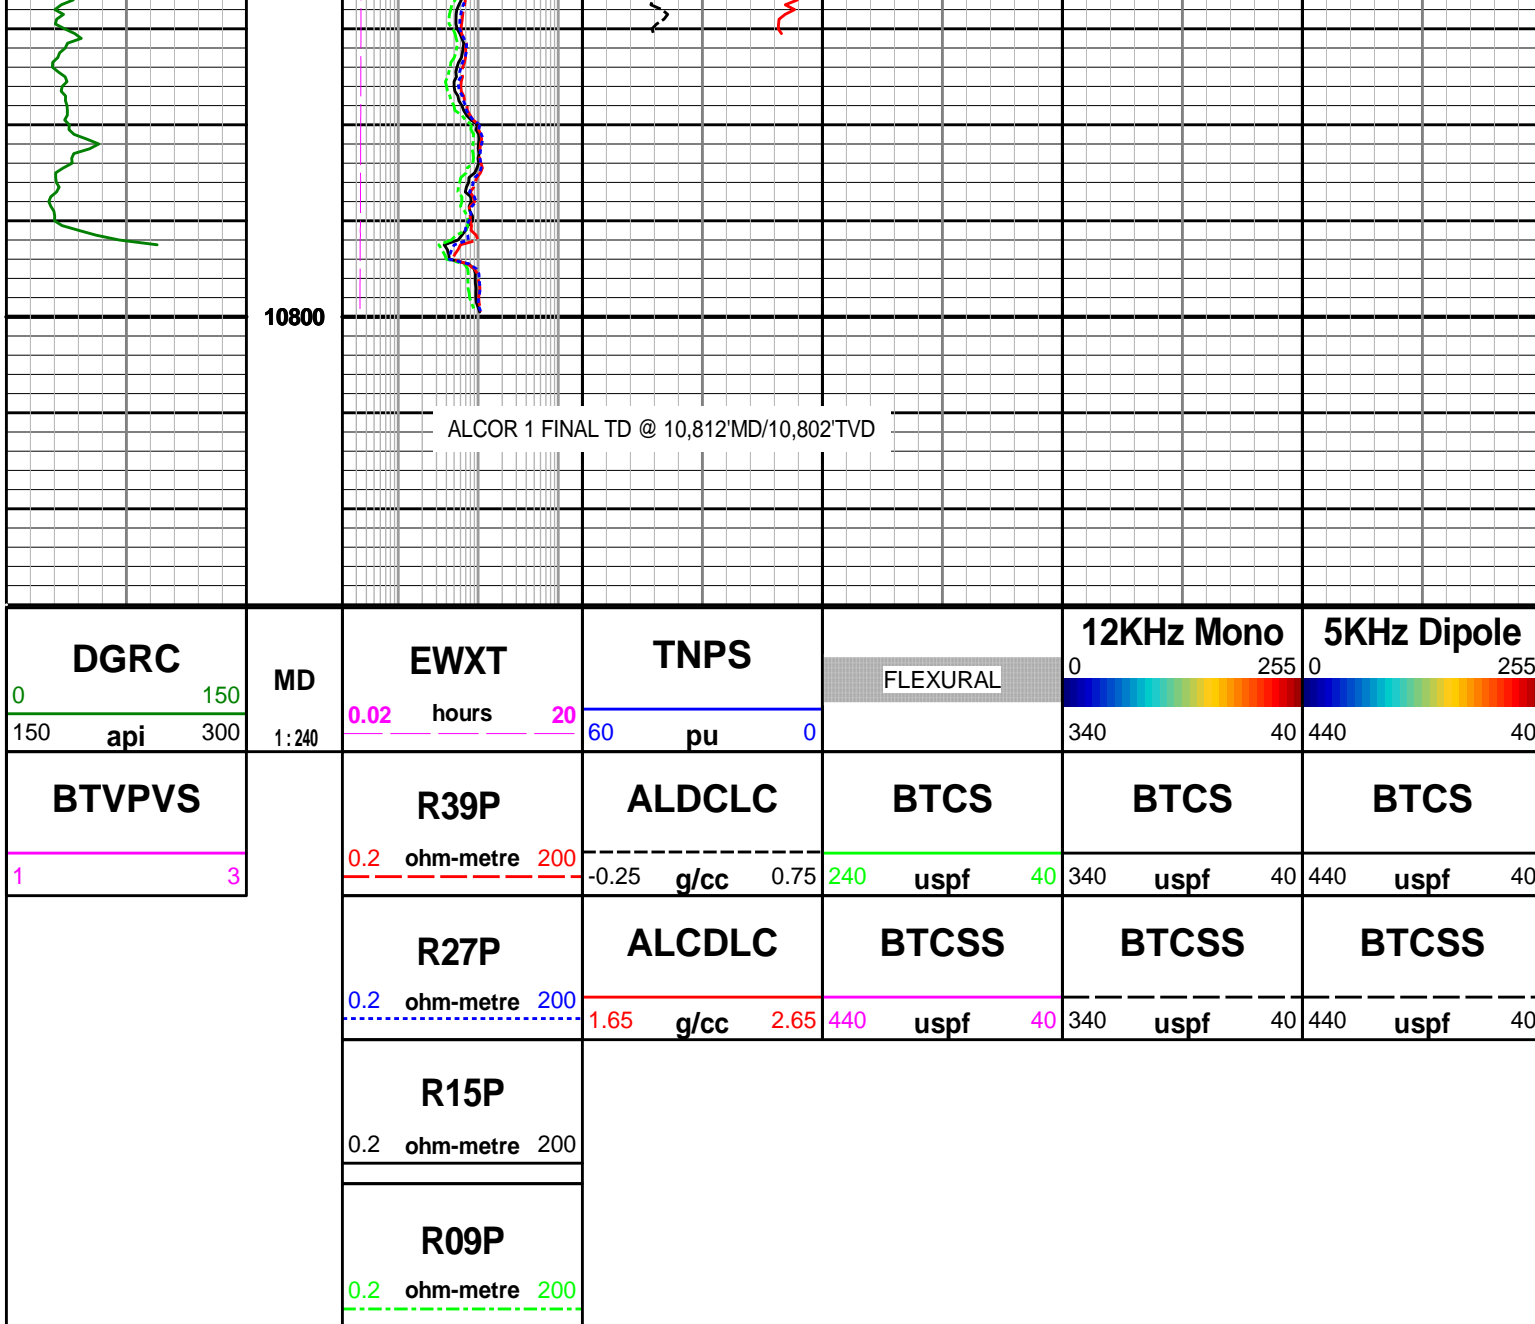 10800
ALCOR 1 FINAL TD @ 10,812'MD/10,802'TVD
DGRC
0 150
150 api 300
MD
1 : 240
EWXT
0.02 hours 20
TNPS
60 pu 0
FLEXURAL
12KHz Mono
0 255
340 40
5KHz Dipole
0 255
440 40
BTVPVS
1 3
R39P
0.2 ohm-metre 200
ALDCLC
-0.25 g/cc 0.75
BTCS
240 uspf 40
BTCS
340 uspf 40
BTCS
440 uspf 40
R27P
0.2 ohm-metre 200
ALCDLC
1.65 g/cc 2.65
BTCSS
440 uspf 40
BTCSS
340 uspf 40
BTCSS
440 uspf 40
R15P
0.2 ohm-metre 200
R09P
0.2 ohm-metre 200